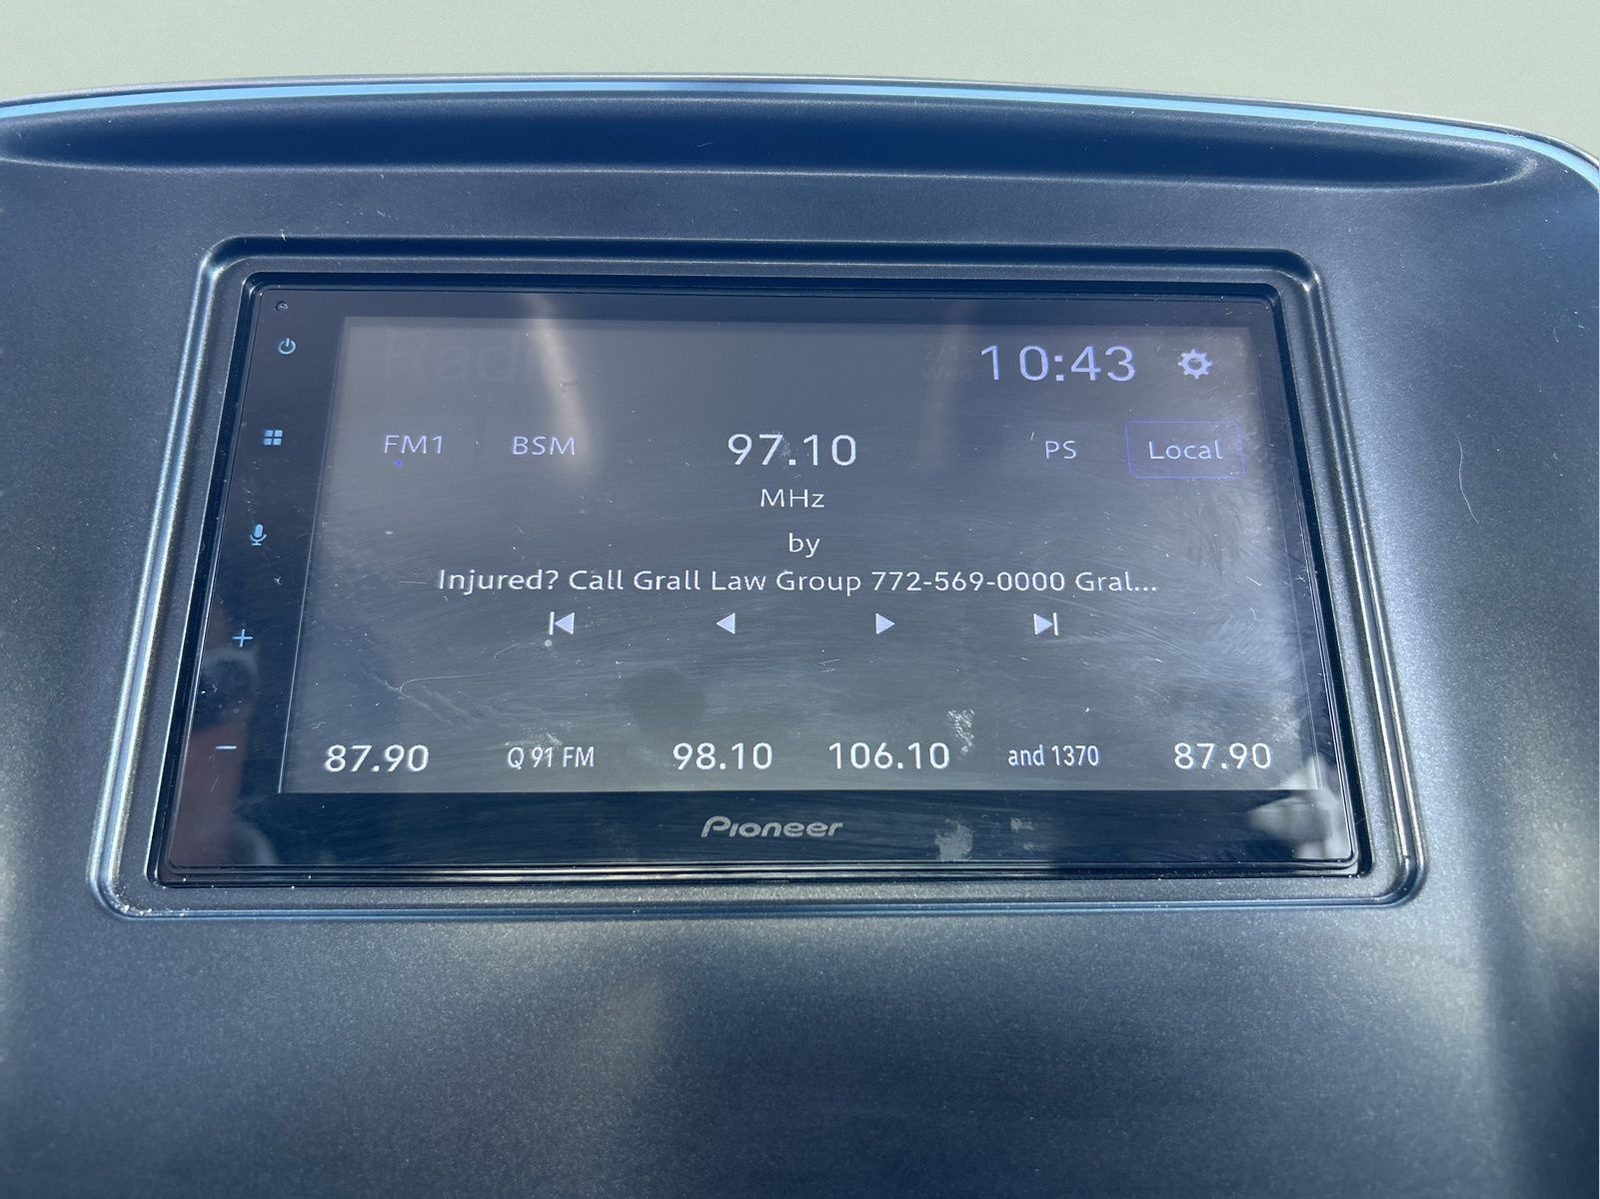 Radio
10:43
FM1 BSM 97.10 PS Local
MHz
by
Injured? Call Grall Law Group 772-569-0000 Gral...
87.90 Q 91 FM 98.10 106.10 and 1370 87.90
Pioneer